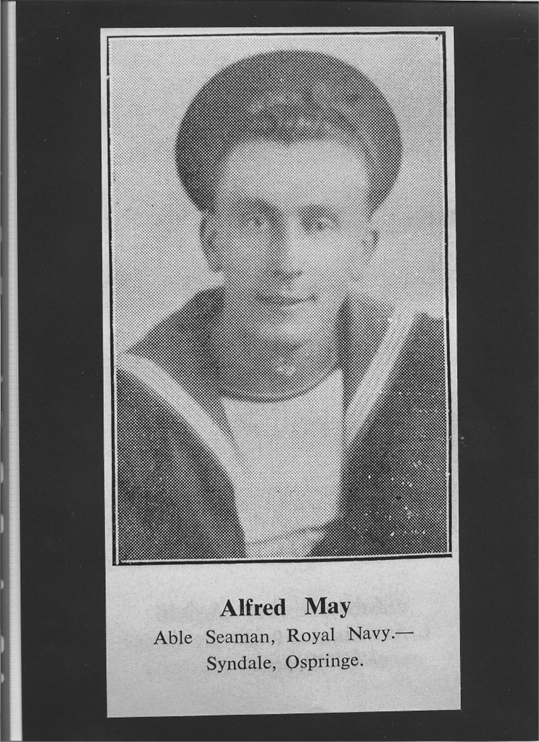 Alfred May
Able Seaman, Royal Navy.—
Syndale, Ospringe.